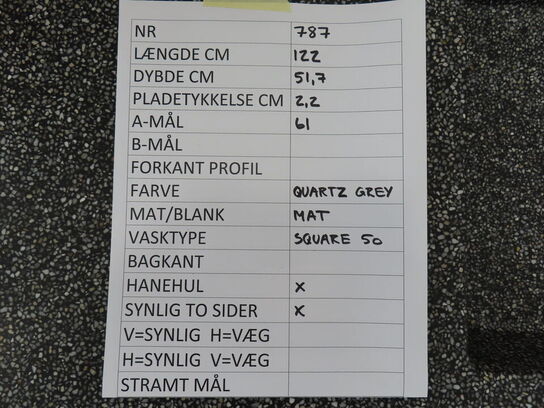 NR 787
LÆNGDE CM 122
DYBDE CM 51,7
PLADETYKKELSE CM 2,2
A-MÅL 61
B-MÅL
FORKANT PROFIL
FARVE QUARTZ GREY
MAT/BLANK MAT
VASKTYPE SQUARE 50
BAGKANT
HANEHUL X
SYNLIG TO SIDER X
V=SYNLIG H=VÆG
H=SYNLIG V=VÆG
STRAMT MÅL